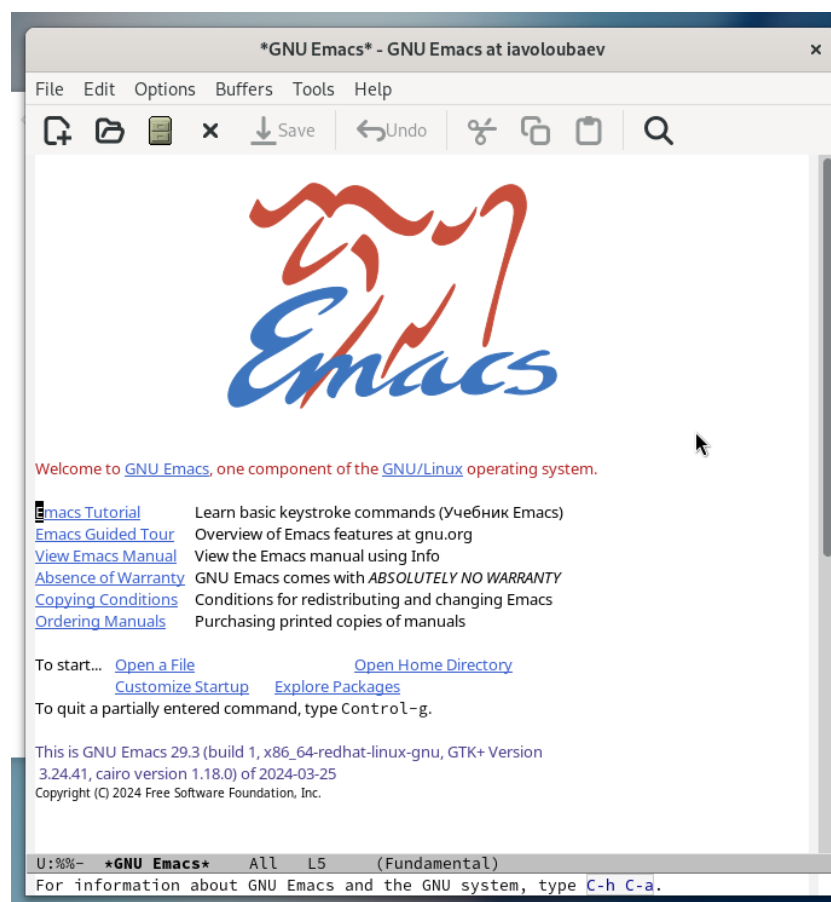 *GNU Emacs* - GNU Emacs at iavoloubaev
File Edit Options Buffers Tools Help
Save Undo
Emacs
Welcome to GNU Emacs, one component of the GNU/Linux operating system.
Emacs Tutorial Learn basic keystroke commands (Учебник Emacs)
Emacs Guided Tour Overview of Emacs features at gnu.org
View Emacs Manual View the Emacs manual using Info
Absence of Warranty GNU Emacs comes with ABSOLUTELY NO WARRANTY
Copying Conditions Conditions for redistributing and changing Emacs
Ordering Manuals Purchasing printed copies of manuals
To start... Open a File Open Home Directory
Customize Startup Explore Packages
To quit a partially entered command, type Control-g.
This is GNU Emacs 29.3 (build 1, x86_64-redhat-linux-gnu, GTK+ Version
3.24.41, cairo version 1.18.0) of 2024-03-25
Copyright (C) 2024 Free Software Foundation, Inc.
U:%%- *GNU Emacs* All L5 (Fundamental)
For information about GNU Emacs and the GNU system, type C-h C-a.